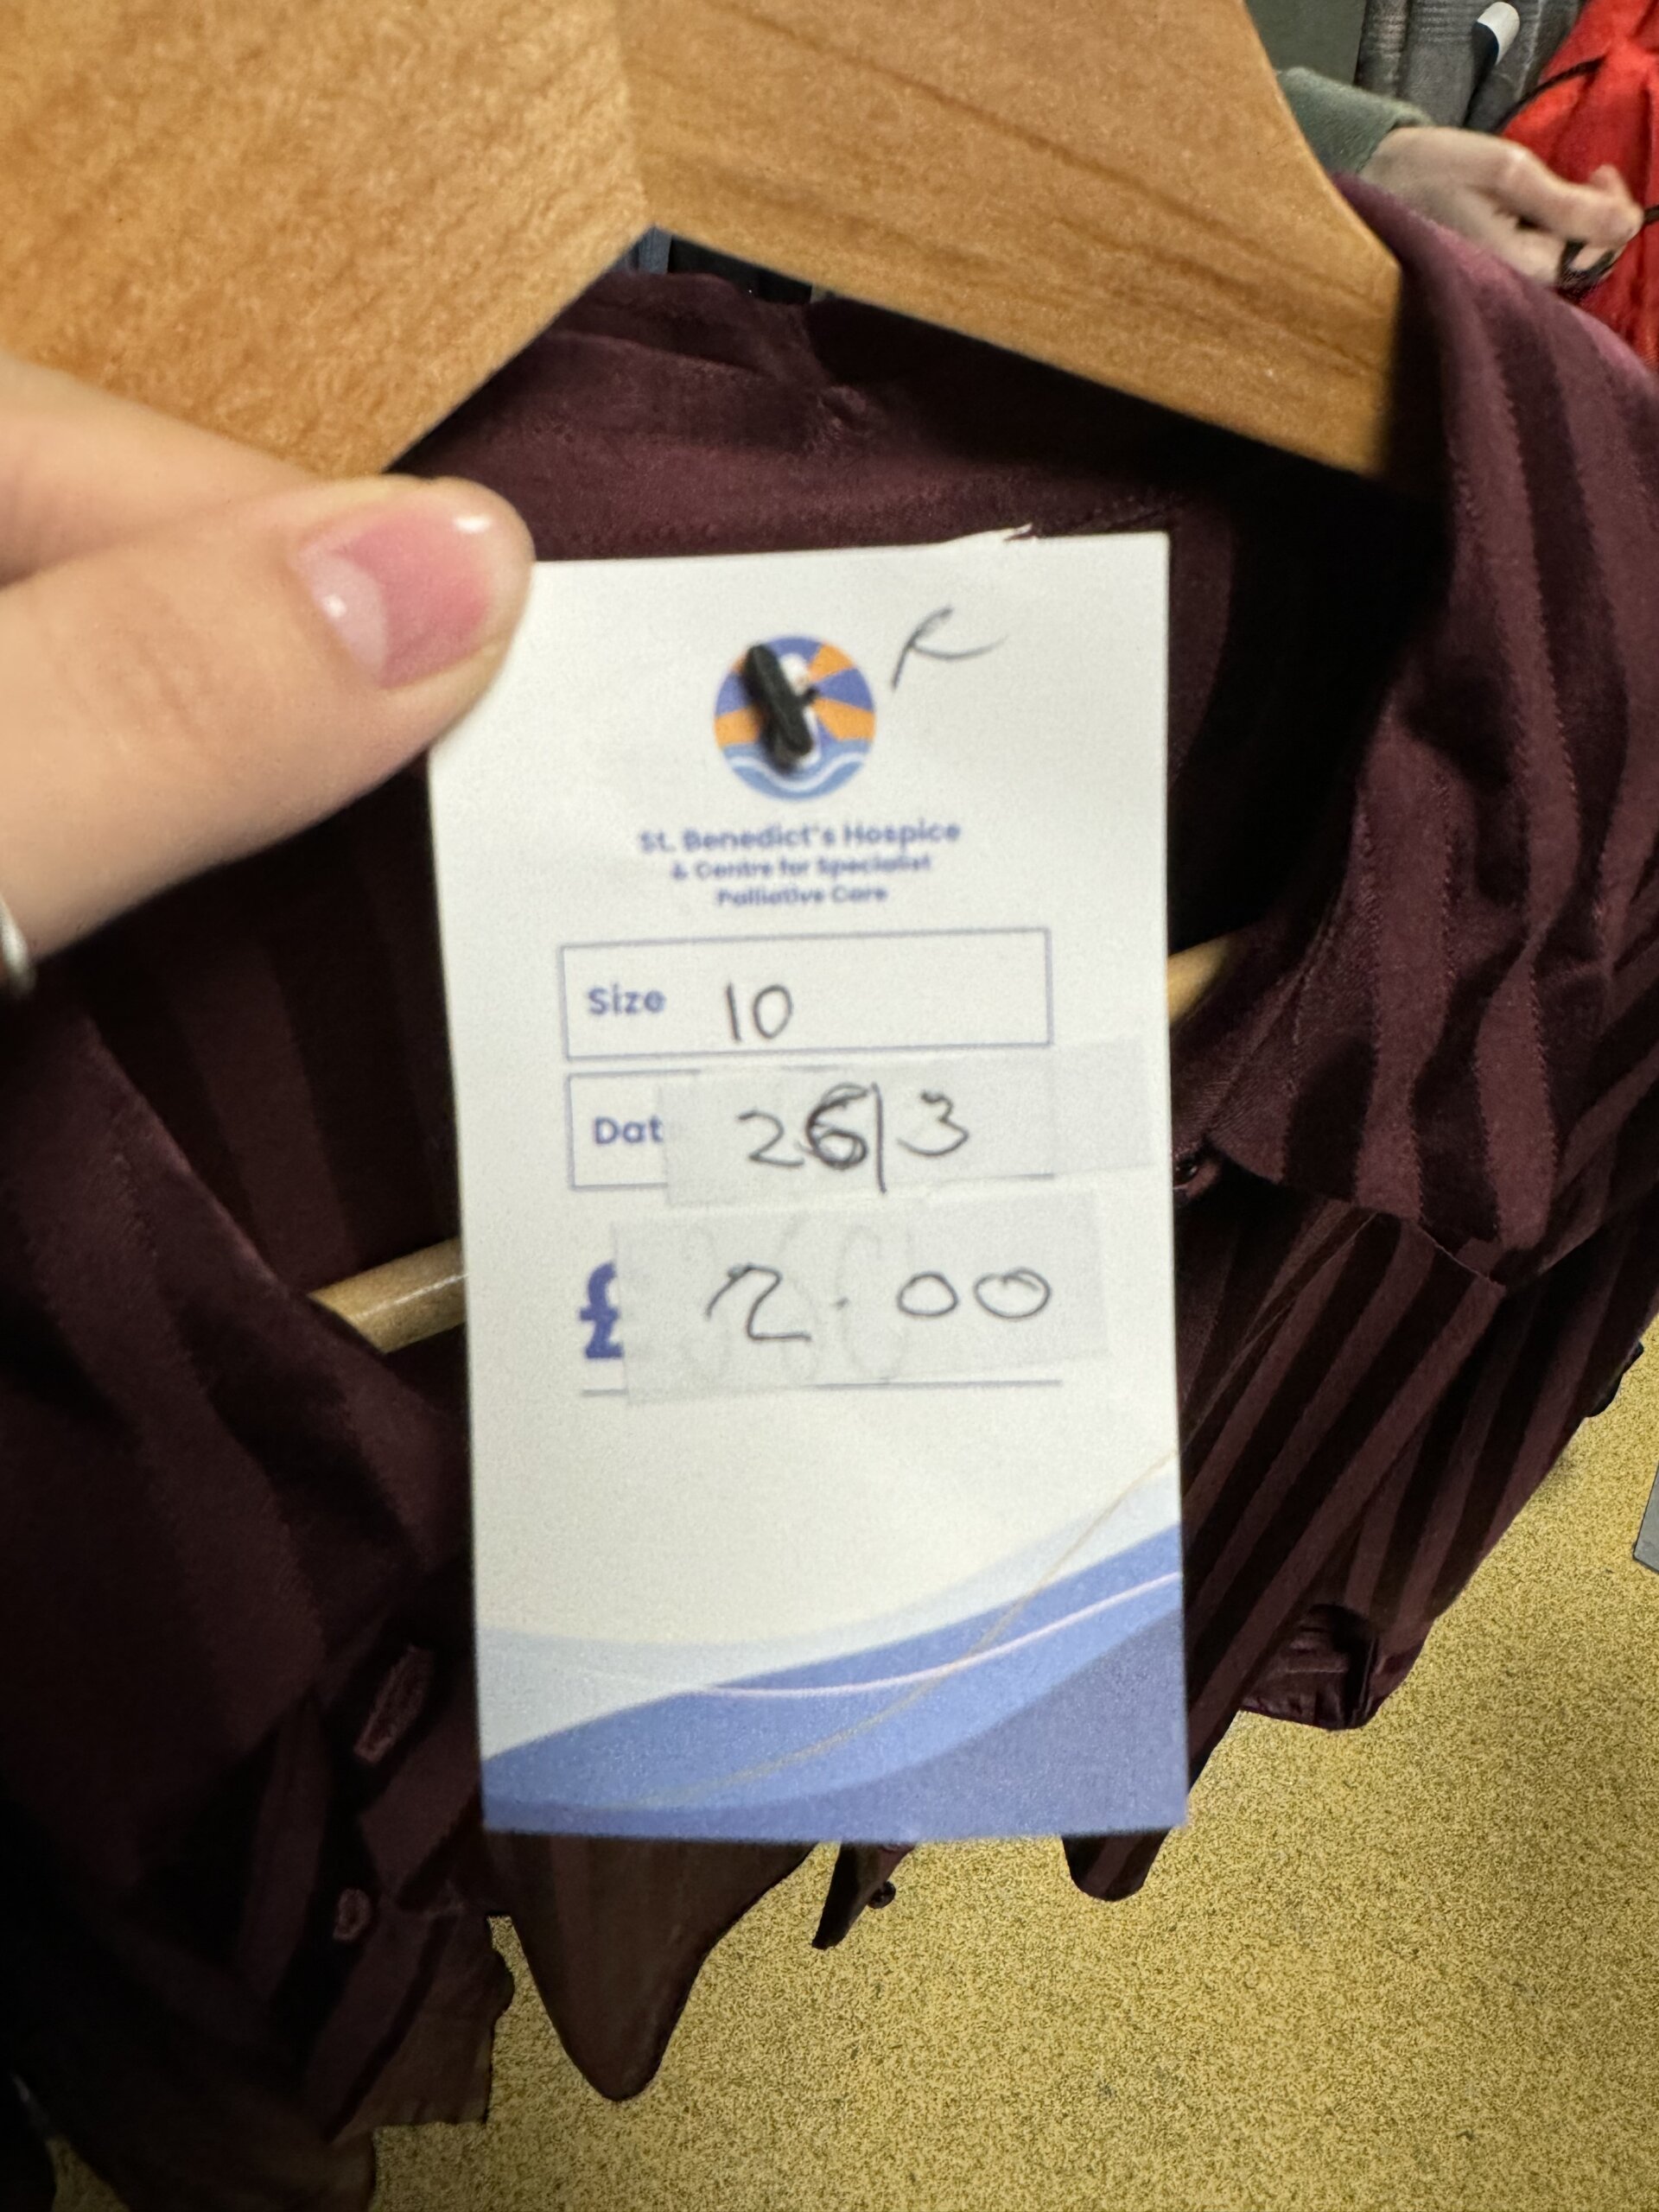 R
St. Benedict's Hospice
& Centre for Specialist
Palliative Care
Size 10
Dat 26/3
£ 2.00